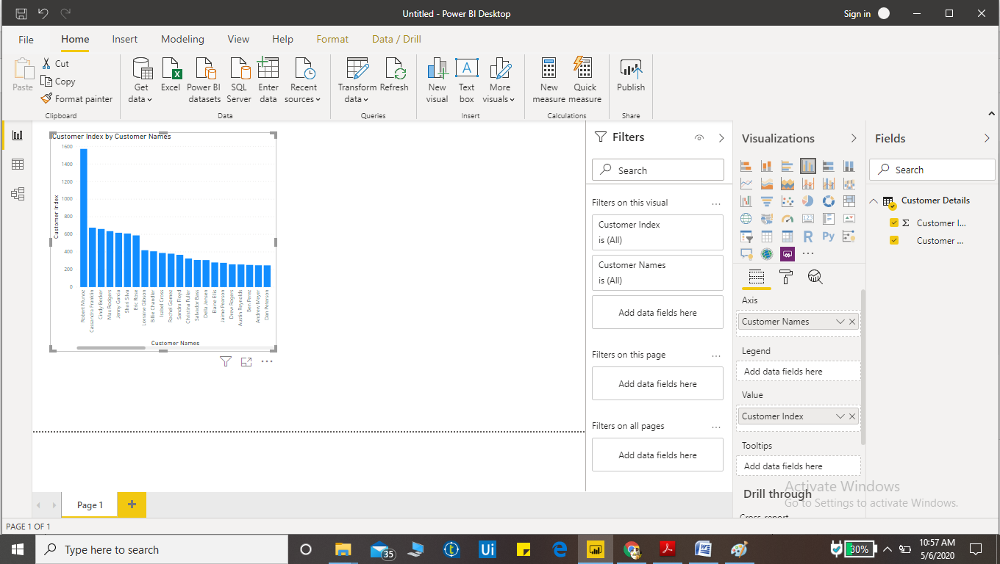 Untitled - Power BI Desktop
Sign in
File Home Insert Modeling View Help Format Data / Drill
Paste
Cut
Copy
Format painter
Clipboard
Get data
Excel
Power BI datasets
SQL Server
Enter data
Recent sources
Data
Transform data
Refresh
Queries
New visual
Text box
More visuals
Insert
New measure
Quick measure
Calculations
Publish
Share
Customer Index by Customer Names
1600
1400
1200
1000
800
600
400
200
0
Customer Index
Robert Munoz
Cassandra Franklin
Cindy Becker
Max Rodgers
Jenny Garcia
Shari Silva
Eric Rose
Lorraine Gibson
Billie Chandler
Isabel Cross
Rachel Gomez
Sandra Floyd
Christina Fuller
Salvador Bass
Delia Jensen
Elaine Ellis
Jaime Pearson
Drew Rogers
Austin Reynolds
Ben Perez
Andrew Meyer
Dan Peterson
Customer Names
Filters
Search
Filters on this visual
Customer Index
is (All)
Customer Names
is (All)
Add data fields here
Filters on this page
Add data fields here
Filters on all pages
Add data fields here
Visualizations
123
R
Py
Axis
Customer Names
Legend
Add data fields here
Value
Customer Index
Tooltips
Add data fields here
Drill through
Cross-report
Fields
Search
Customer Details
Σ Customer I...
Customer ...
Activate Windows
Go to Settings to activate Windows.
Page 1
PAGE 1 OF 1
Type here to search
35
Ui
30%
10:57 AM
5/6/2020